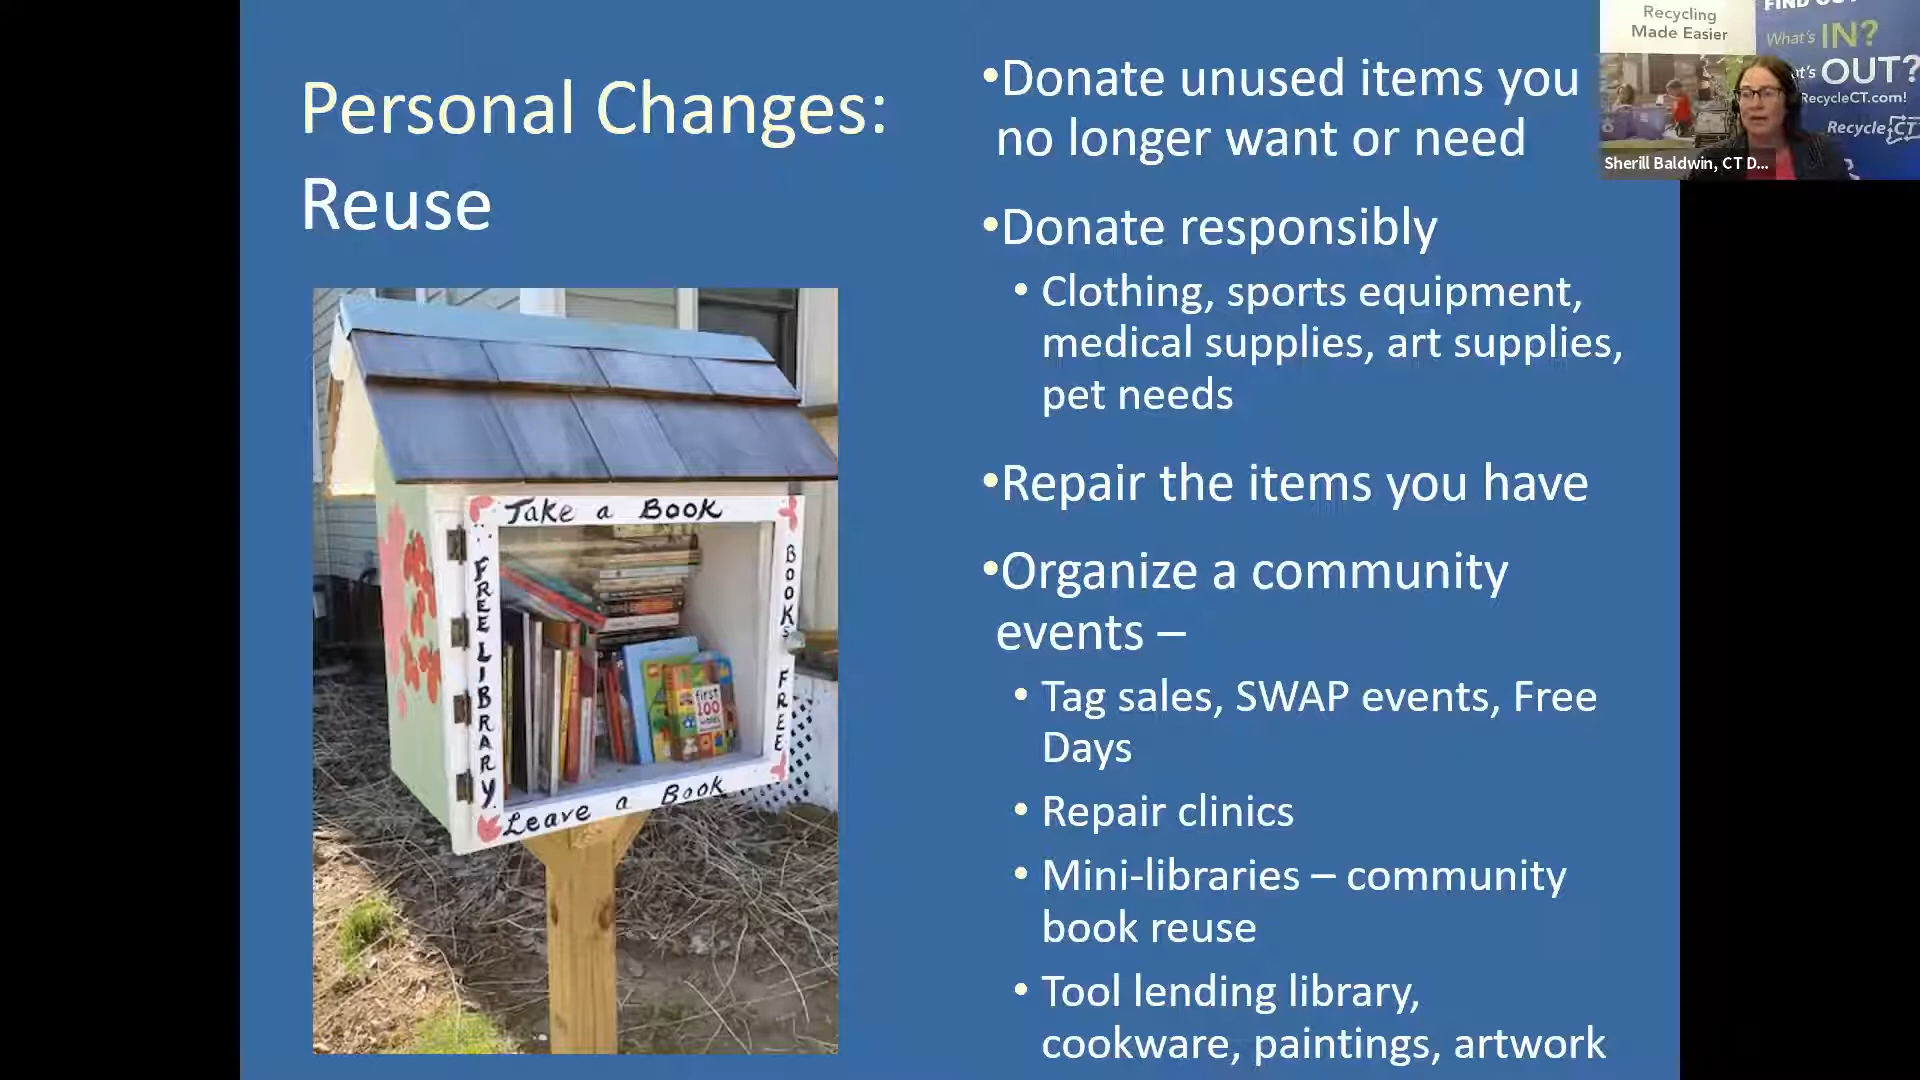 Personal Changes:
Reuse
•Donate unused items you
no longer want or need
•Donate responsibly
• Clothing, sports equipment,
medical supplies, art supplies,
pet needs
•Repair the items you have
•Organize a community
events –
• Tag sales, SWAP events, Free
Days
• Repair clinics
• Mini-libraries – community
book reuse
• Tool lending library,
cookware, paintings, artwork
Take a Book
FREE LIBRARY
BOOKS FREE
Leave a Book
first
100
words
Recycling
Made Easier
What's IN?
OUT?
RecycleCT.com!
RecycleCT
Sherill Baldwin, CT D...